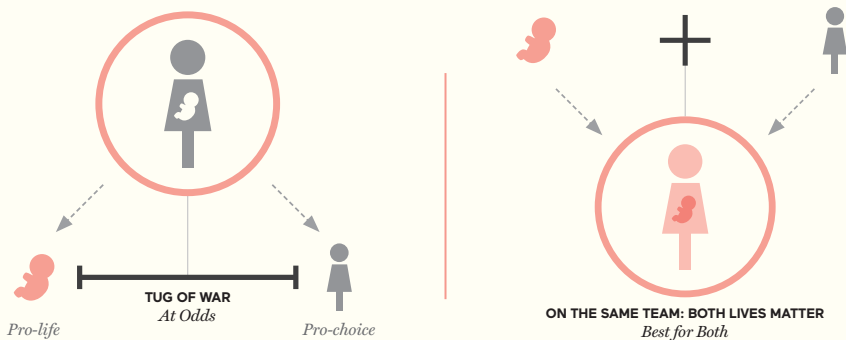 TUG OF WAR
At Odds
Pro-life
Pro-choice
ON THE SAME TEAM: BOTH LIVES MATTER
Best for Both